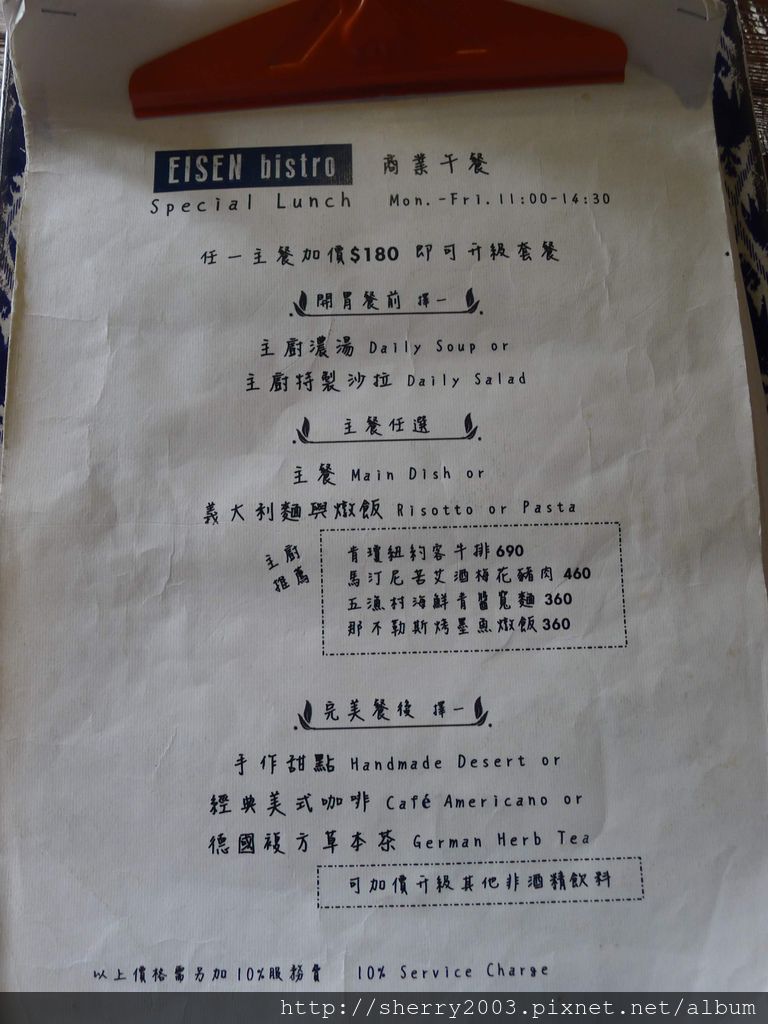 EISEN bistro 商業午餐
Special Lunch Mon.-Fri.11:00-14:30
任一主餐加價$180 即可升級套餐
開胃餐前 擇一
主廚濃湯 Daily Soup or
主廚特製沙拉 Daily Salad
主餐任選
主餐 Main Dish or
義大利麵與燉飯 Risotto or Pasta
主廚推薦
肯瓊紐約客牛排 690
馬汀尼苦艾酒梅花豬肉 460
五漁村海鮮青醬寬麵 360
那不勒斯烤墨魚燉飯 360
完美餐後 擇一
手作甜點 Handmade Desert or
經典美式咖啡 Café Americano or
德國複方草本茶 German Herb Tea
可加價升級其他非酒精飲料
以上價格需另加10%服務費 10% Service Charge
http://sherry2003.pixnet.net/album